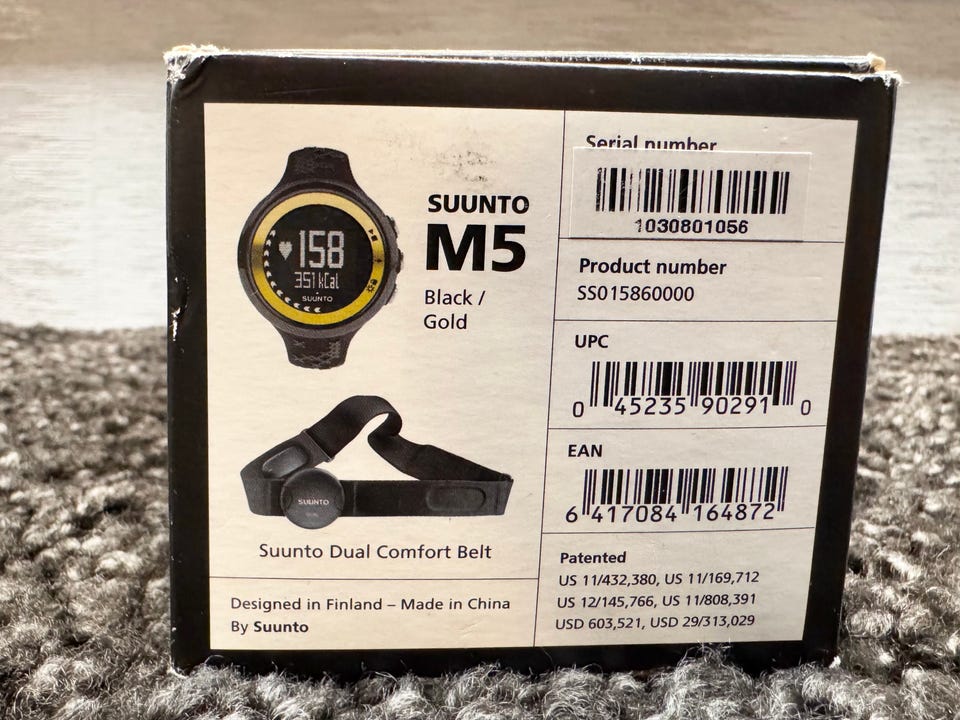 158
351 kCal
SUUNTO
SUUNTO
M5
Black /
Gold
SUUNTO
Suunto Dual Comfort Belt
Designed in Finland – Made in China
By Suunto
Serial number
1030801056
Product number
SS015860000
UPC
0 45235 90291 0
EAN
6 417084 164872
Patented
US 11/432,380, US 11/169,712
US 12/145,766, US 11/808,391
USD 603,521, USD 29/313,029